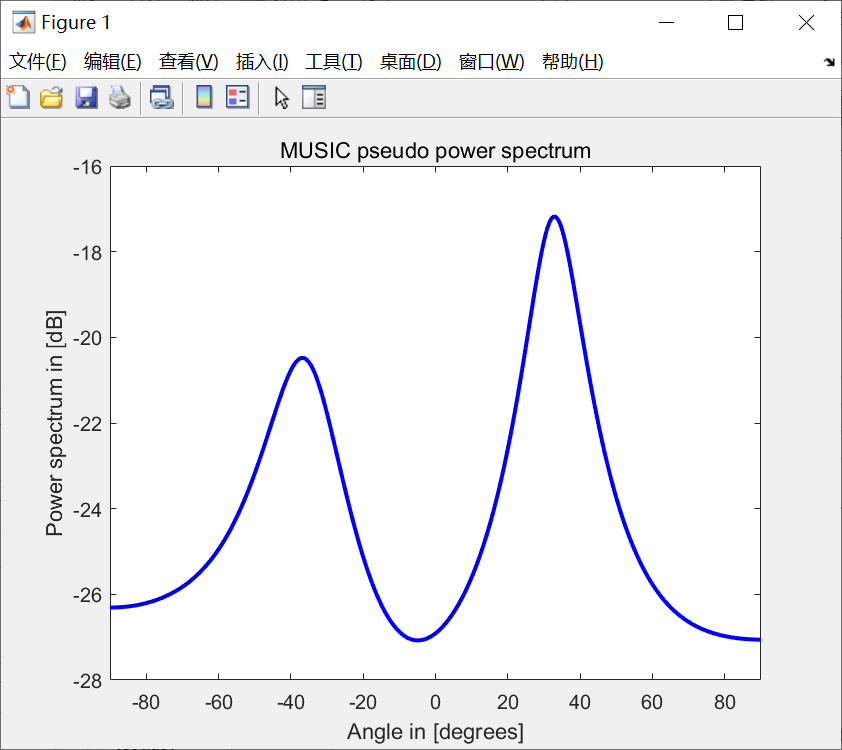 Figure 1
文件(F) 编辑(E) 查看(V) 插入(I) 工具(T) 桌面(D) 窗口(W) 帮助(H)
MUSIC pseudo power spectrum
-16
-18
-20
-22
-24
-26
-28
Power spectrum in [dB]
-80 -60 -40 -20 0 20 40 60 80
Angle in [degrees]